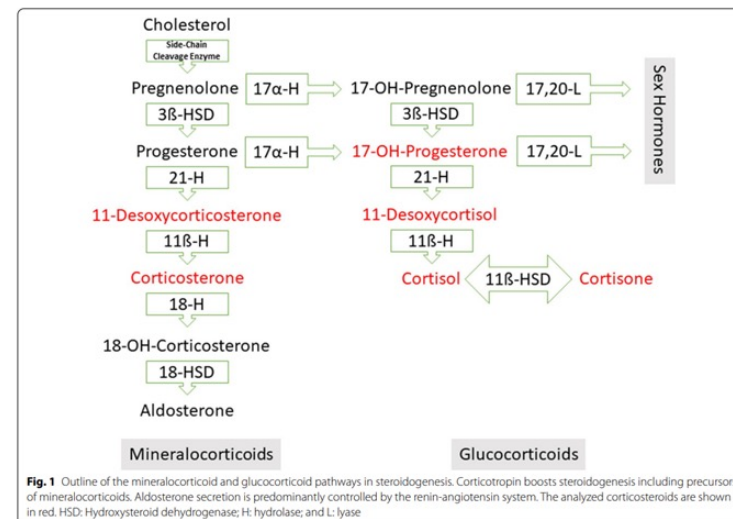 Cholesterol
Side-Chain
Cleavage Enzyme
Pregnenolone
17α-H
17-OH-Pregnenolone
17,20-L
3ß-HSD
3ß-HSD
Progesterone
17α-H
17-OH-Progesterone
17,20-L
Sex Hormones
21-H
21-H
11-Desoxycorticosterone
11-Desoxycortisol
11ß-H
11ß-H
Corticosterone
Cortisol
11ß-HSD
Cortisone
18-H
18-OH-Corticosterone
18-HSD
Aldosterone
Mineralocorticoids
Glucocorticoids
Fig. 1 Outline of the mineralocorticoid and glucocorticoid pathways in steroidogenesis. Corticotropin boosts steroidogenesis including precursor
of mineralocorticoids. Aldosterone secretion is predominantly controlled by the renin-angiotensin system. The analyzed corticosteroids are shown
in red. HSD: Hydroxysteroid dehydrogenase; H: hydrolase; and L: lyase